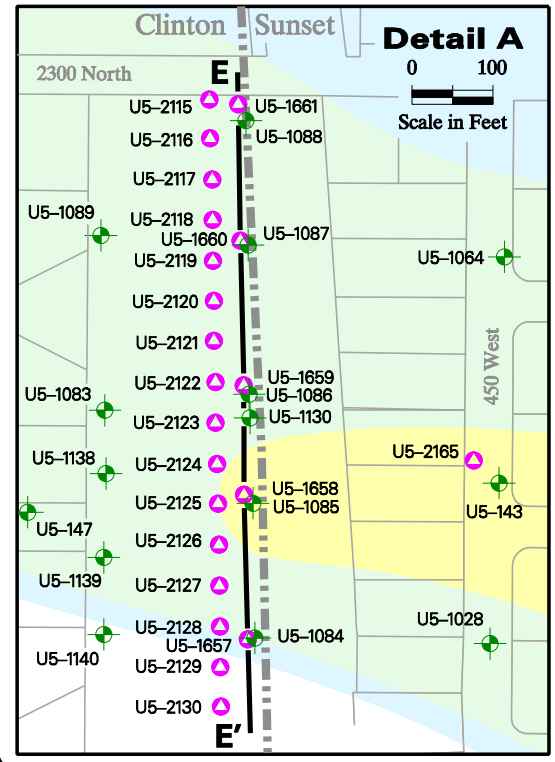 Clinton Sunset
Detail A
0 100
Scale in Feet
2300 North
E
U5–2115
U5–1661
U5–1088
U5–2116
U5–2117
U5–1089
U5–2118
U5–1660
U5–1087
U5–2119
U5–1064
U5–2120
U5–2121
450 West
U5–2122
U5–1659
U5–1086
U5–1083
U5–2123
U5–1130
U5–1138
U5–2124
U5–2165
U5–2125
U5–1658
U5–1085
U5–143
U5–147
U5–2126
U5–1139
U5–2127
U5–2128
U5–1657
U5–1084
U5–1028
U5–1140
U5–2129
U5–2130
E’